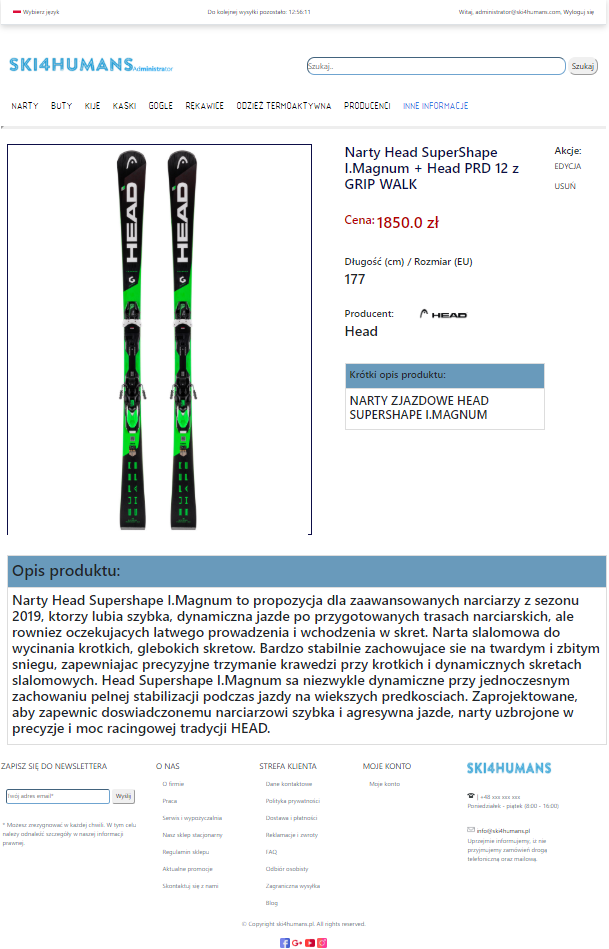 Wybierz język
Do kolejnej wysyłki pozostało: 12:56:11
Witaj, administrator@ski4humans.com, Wyloguj się
SKI4HUMANS Administrator
Szukaj..
Szukaj
NARTY BUTY KIJE KASKI GOGLE RĘKAWICE ODZIEŻ TERMOAKTYWNA PRODUCENCI INNE INFORMACJE
HEAD
HEAD
Narty Head SuperShape
I.Magnum + Head PRD 12 z
GRIP WALK
Akcje:
EDYCJA
USUŃ
Cena: 1850.0 zł
Długość (cm) / Rozmiar (EU)
177
Producent:
HEAD
Head
Krótki opis produktu:
NARTY ZJAZDOWE HEAD
SUPERSHAPE I.MAGNUM
Opis produktu:
Narty Head Supershape I.Magnum to propozycja dla zaawansowanych narciarzy z sezonu
2019, ktorzy lubia szybka, dynamiczna jazde po przygotowanych trasach narciarskich, ale
rowniez oczekujacych latwego prowadzenia i wchodzenia w skret. Narta slalomowa do
wycinania krotkich, glebokich skretow. Bardzo stabilnie zachowujace sie na twardym i zbitym
sniegu, zapewniajac precyzyjne trzymanie krawedzi przy krotkich i dynamicznych skretach
slalomowych. Head Supershape I.Magnum sa niezwykle dynamiczne przy jednoczesnym
zachowaniu pelnej stabilizacji podczas jazdy na wiekszych predkosciach. Zaprojektowane,
aby zapewnic doswiadczonemu narciarzowi szybka i agresywna jazde, narty uzbrojone w
precyzje i moc racingowej tradycji HEAD.
ZAPISZ SIĘ DO NEWSLETTERA
Twój adres email*
Wyślij
* Możesz zrezygnować w każdej chwili. W tym celu
należy odnaleźć szczegóły w naszej informacji
prawnej.
O NAS
O firmie
Praca
Serwis i wypożyczalnia
Nasz sklep stacjonarny
Regulamin sklepu
Aktualne promocje
Skontaktuj się z nami
STREFA KLIENTA
Dane kontaktowe
Polityka prywatności
Dostawa i płatności
Reklamacje i zwroty
FAQ
Odbiór osobisty
Zagraniczna wysyłka
Blog
MOJE KONTO
Moje konto
SKI4HUMANS
☎ | +48 xxx xxx xxx
Poniedziałek - piątek (8:00 - 16:00)
info@ski4humans.pl
Uprzejmie informujemy, iż nie
przyjmujemy zamówień drogą
telefoniczną oraz mailową.
© Copyright ski4humans.pl. All rights reserved.